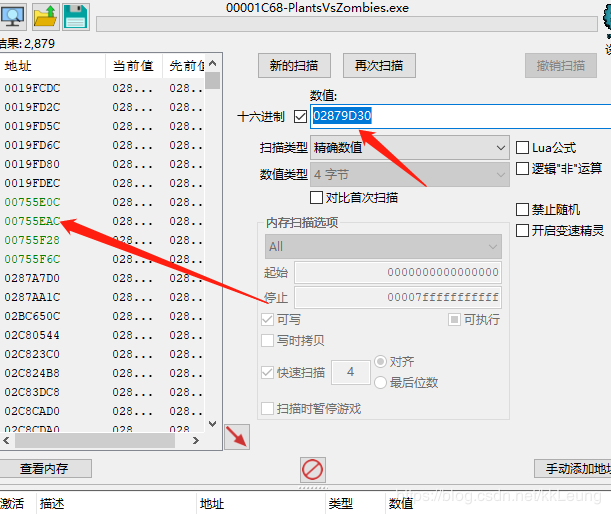 00001C68-PlantsVsZombies.exe
结果: 2,879
地址 当前值 先前值
0019FCDC 028... 028...
0019FD2C 028... 028...
0019FD5C 028... 028...
0019FD6C 028... 028...
0019FD80 028... 028...
0019FDEC 028... 028...
00755E0C 028... 028...
00755EAC 028... 028...
00755F28 028... 028...
00755F6C 028... 028...
0287A7D0 028... 028...
0287AA1C 028... 028...
02BC650C 028... 028...
02C80544 028... 028...
02C823C0 028... 028...
02C824B8 028... 028...
02C83DC8 028... 028...
02C8CAD0 028... 028...
02C8CDA0 028 028
新的扫描 再次扫描 撤销扫描
数值:
十六进制 02879D30
扫描类型 精确数值
数值类型 4 字节
对比首次扫描
Lua公式
逻辑"非"运算
禁止随机
开启变速精灵
内存扫描选项
All
起始 0000000000000000
停止 00007fffffffffff
可写 可执行
写时拷贝
快速扫描 4 对齐
最后位数
扫描时暂停游戏
查看内存 手动添加地址
激活 描述 地址 类型 数值
https://blog.csdn.net/kkLeung